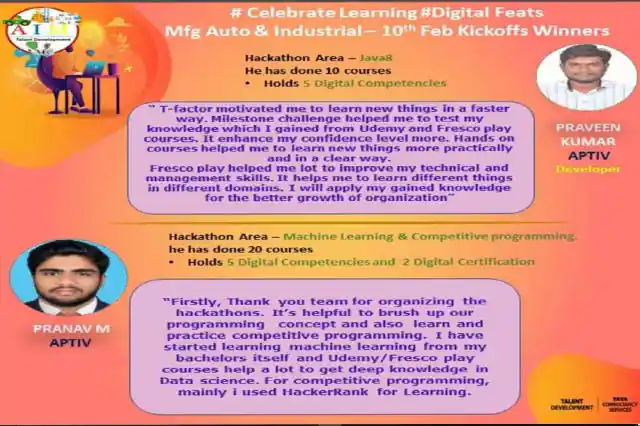 # Celebrate Learning #Digital Feats
Mfg Auto & Industrial – 10th Feb Kickoffs Winners
AIM
Talent Development
Hackathon Area – Java8
He has done 10 courses
• Holds 5 Digital Competencies
" T-factor motivated me to learn new things in a faster
way. Milestone challenge helped me to test my
knowledge which I gained from Udemy and Fresco play
courses. It enhance my confidence level more. Hands on
courses helped me to learn new things more practically
and in a clear way.
Fresco play helped me lot to improve my technical and
management skills. It helps me to learn different things
in different domains. I will apply my gained knowledge
for the better growth of organization"
PRAVEEN
KUMAR
APTIV
Developer
Hackathon Area – Machine Learning & Competitive programming.
he has done 20 courses
• Holds 5 Digital Competencies and 2 Digital Certification
PRANAV M
APTIV
"Firstly, Thank you team for organizing the
hackathons. It's helpful to brush up our
programming concept and also learn and
practice competitive programming. I have
started learning machine learning from my
bachelors itself and Udemy/Fresco play
courses help a lot to get deep knowledge in
Data science. For competitive programming,
mainly i used HackerRank for Learning.
TALENT
DEVELOPMENT
TATA
CONSULTANCY
SERVICES